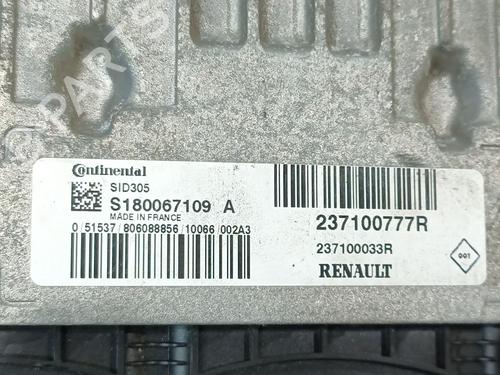 Continental
SID305
S180067109 A
MADE IN FRANCE
0/51537/806088856/10066/002A3
237100777R
237100033R
RENAULT
001